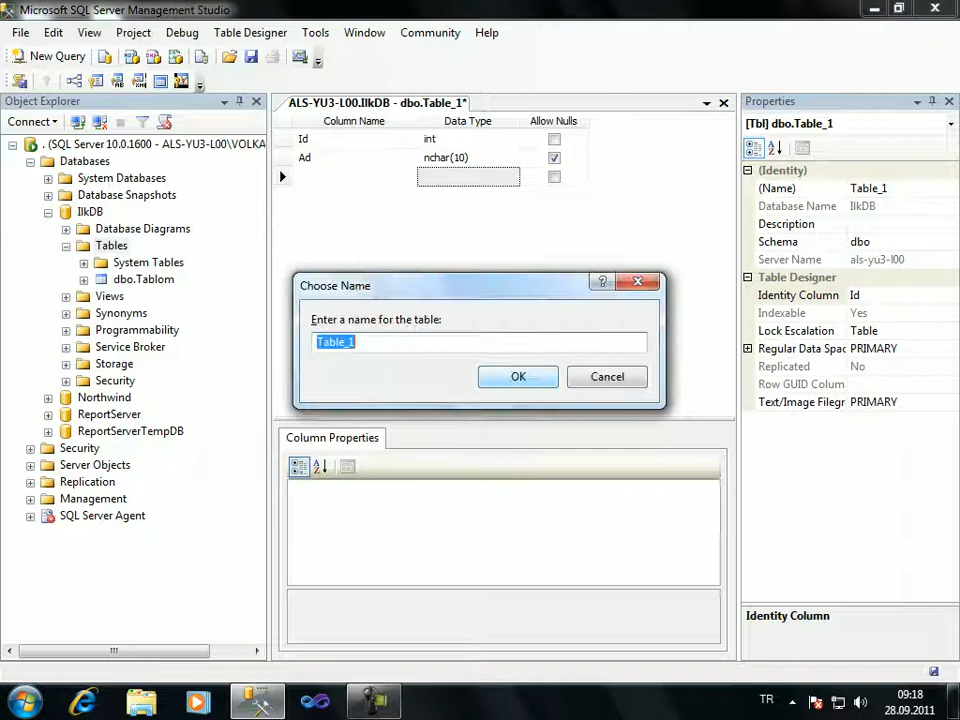 Microsoft SQL Server Management Studio
File Edit View Project Debug Table Designer Tools Window Community Help
New Query
Object Explorer
Connect
. (SQL Server 10.0.1600 - ALS-YU3-L00\VOLKA
Databases
System Databases
Database Snapshots
IlkDB
Database Diagrams
Tables
System Tables
dbo.Tablom
Views
Synonyms
Programmability
Service Broker
Storage
Security
Northwind
ReportServer
ReportServerTempDB
Security
Server Objects
Replication
Management
SQL Server Agent
ALS-YU3-L00.IlkDB - dbo.Table_1*
Column Name Data Type Allow Nulls
Id int
Ad nchar(10)
Choose Name
Enter a name for the table:
Table_1
OK Cancel
Column Properties
Properties
[Tbl] dbo.Table_1
(Identity)
(Name) Table_1
Database Name IlkDB
Description
Schema dbo
Server Name als-yu3-l00
Table Designer
Identity Column Id
Indexable Yes
Lock Escalation Table
Regular Data Spac PRIMARY
Replicated No
Row GUID Colum
Text/Image Filegr PRIMARY
Identity Column
TR
09:18
28.09.2011